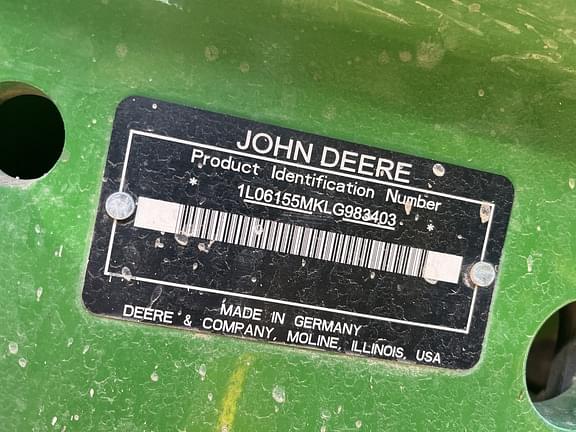 JOHN DEERE
Product Identification Number
* 1L06155MKLG983403 *
MADE IN GERMANY
DEERE & COMPANY, MOLINE, ILLINOIS, USA